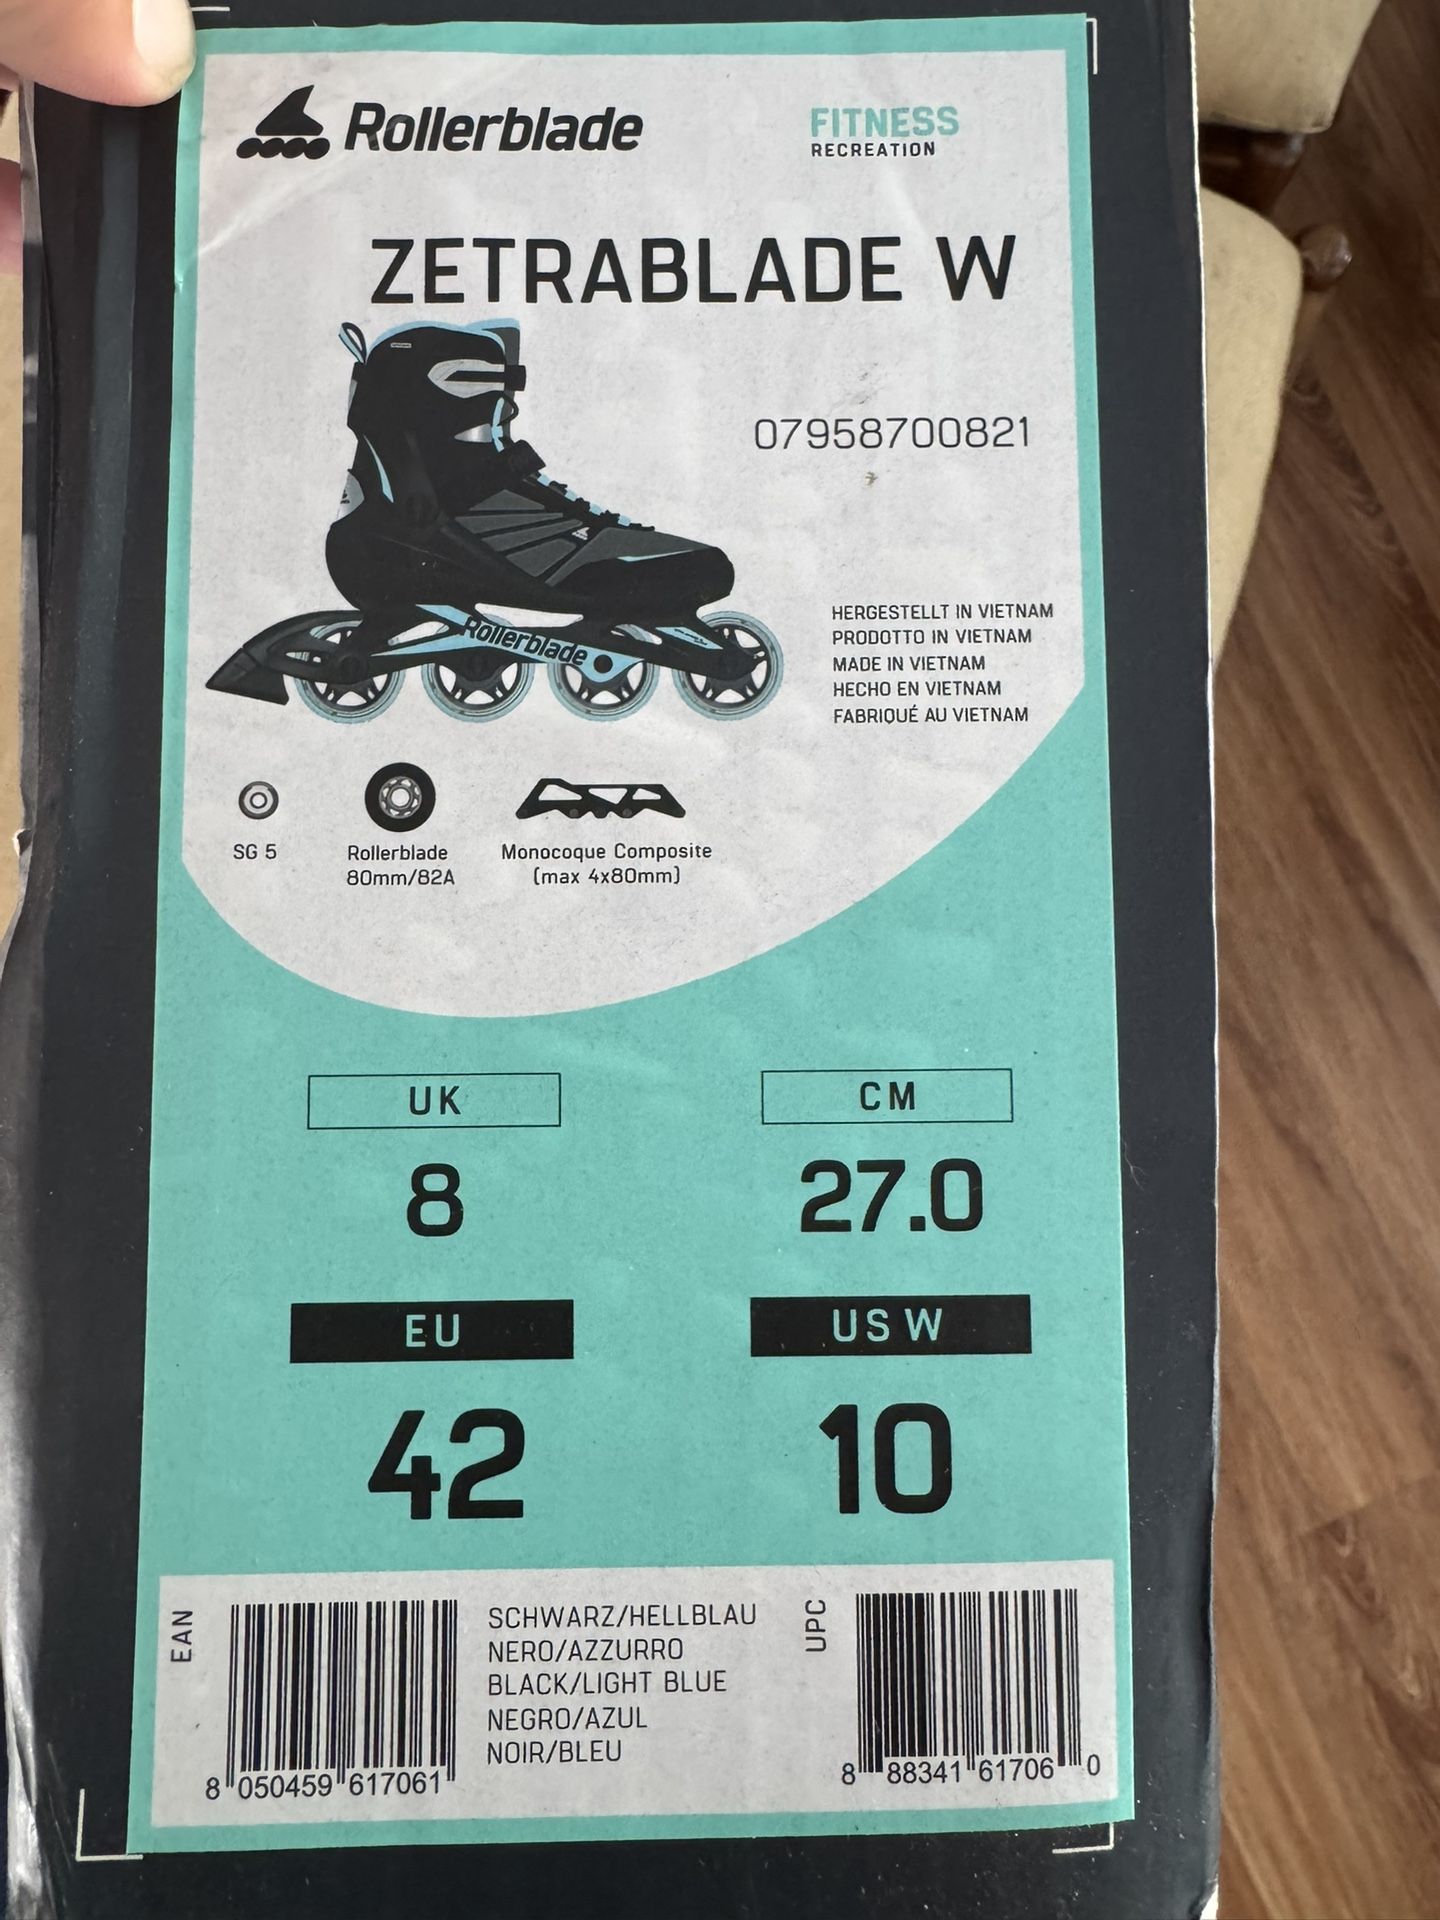 Rollerblade
FITNESS
RECREATION
ZETRABLADE W
07958700821
Rollerblade
HERGESTELLT IN VIETNAM
PRODOTTO IN VIETNAM
MADE IN VIETNAM
HECHO EN VIETNAM
FABRIQUÉ AU VIETNAM
SG 5
Rollerblade
80mm/82A
Monocoque Composite
(max 4x80mm)
UK
8
CM
27.0
EU
42
US W
10
EAN
8 050459 617061
SCHWARZ/HELLBLAU
NERO/AZZURRO
BLACK/LIGHT BLUE
NEGRO/AZUL
NOIR/BLEU
UPC
8 88341 61706 0